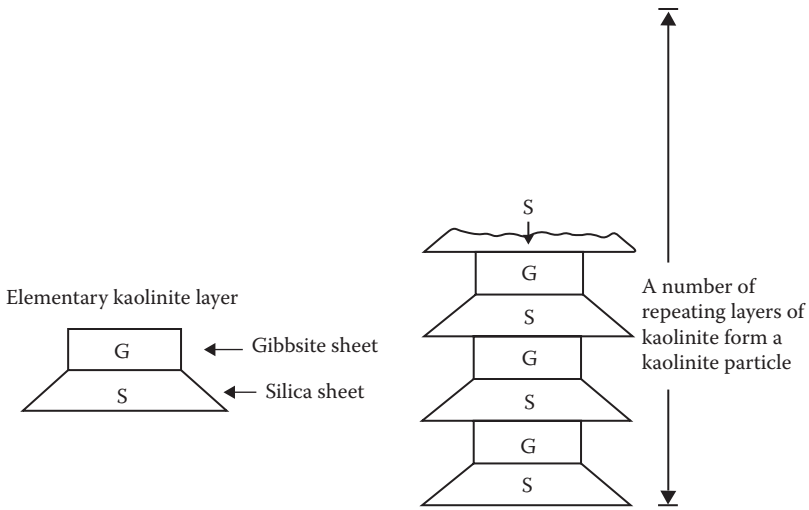 Elementary kaolinite layer
G
Gibbsite sheet
S
Silica sheet
S
G
S
G
S
G
S
A number of
repeating layers of
kaolinite form a
kaolinite particle